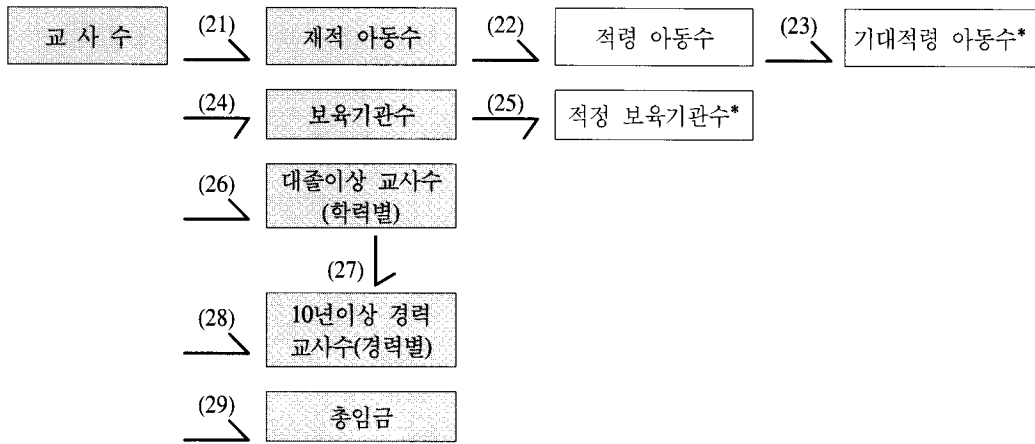 교 사 수 (21) 재적 아동수 (22) 적령 아동수 (23) 기대적령 아동수*
(24) 보육기관수 (25) 적정 보육기관수*
(26) 대졸이상 교사수
(학력별)
(27)
(28) 10년이상 경력
교사수(경력별)
(29) 총임금